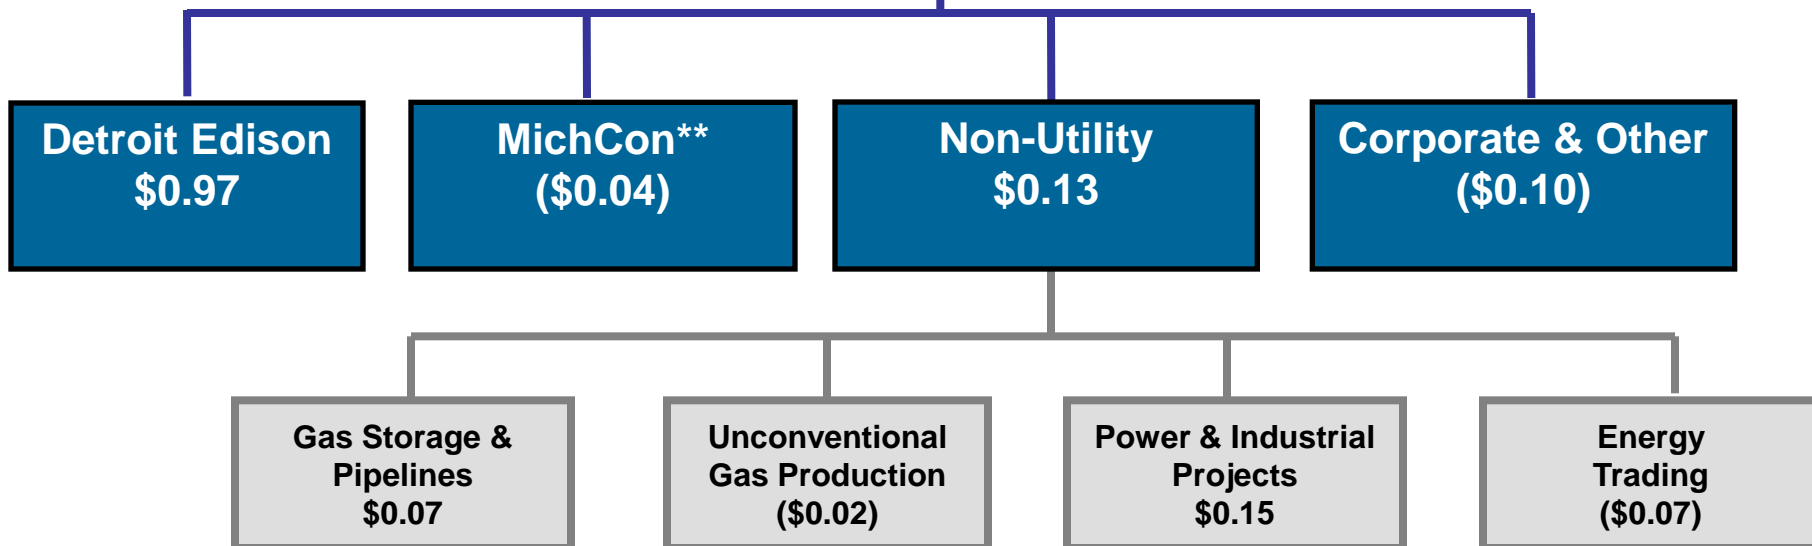 Detroit Edison
$0.97
MichCon**
($0.04)
Non-Utility
$0.13
Corporate & Other
($0.10)
Gas Storage &
Pipelines
$0.07
Unconventional
Gas Production
($0.02)
Power & Industrial
Projects
$0.15
Energy
Trading
($0.07)